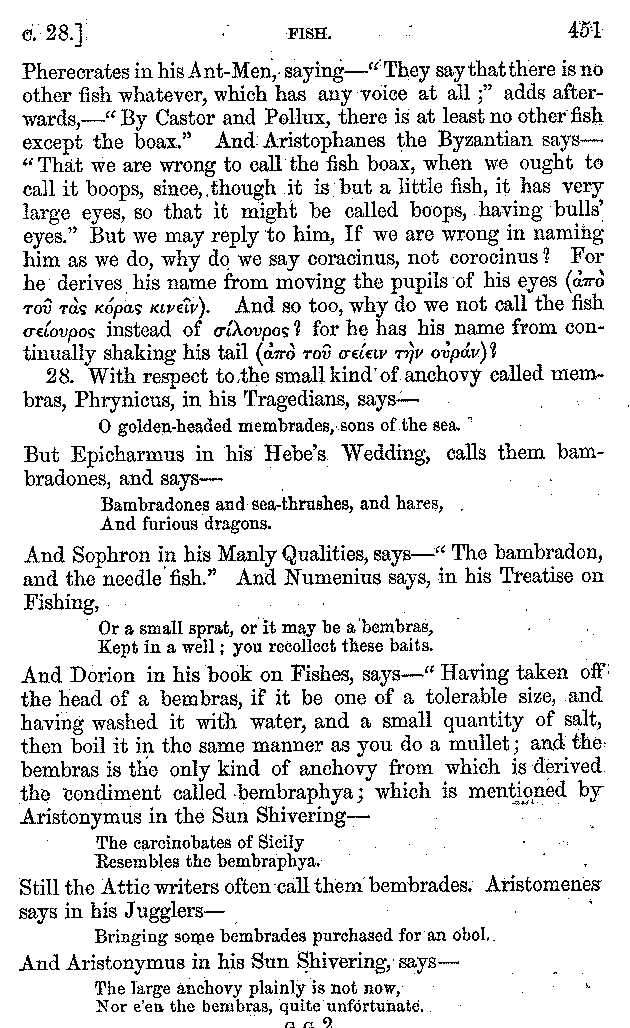 C. 28.] FISH. 451
Pherecrates in his Ant-Men, saying—“They say that there is no
other fish whatever, which has any voice at all;” adds after-
wards,—“By Castor and Pollux, there is at least no other fish
except the boax.” And Aristophanes the Byzantian says—
“That we are wrong to call the fish boax, when we ought to
call it boops, since, though it is but a little fish, it has very
large eyes, so that it might be called boops, having bulls’
eyes.” But we may reply to him, If we are wrong in naming
him as we do, why do we say coracinus, not corocinus? For
he derives his name from moving the pupils of his eyes (ἀπὸ
τοῦ τὰς κόρας κινεῖν). And so too, why do we not call the fish
σείουρος instead of σίλουρος? for he has his name from con-
tinually shaking his tail (ἀπὸ τοῦ σείειν τὴν οὐράν)?
28. With respect to the small kind of anchovy called mem-
bras, Phrynicus, in his Tragedians, says—
O golden-headed membrades, sons of the sea.
But Epicharmus in his Hebe’s Wedding, calls them bam-
bradones, and says—
Bambradones and sea-thrushes, and hares,
And furious dragons.
And Sophron in his Manly Qualities, says—“The bambradon,
and the needle fish.” And Numenius says, in his Treatise on
Fishing,
Or a small sprat, or it may be a bembras,
Kept in a well; you recollect these baits.
And Dorion in his book on Fishes, says—“Having taken off
the head of a bembras, if it be one of a tolerable size, and
having washed it with water, and a small quantity of salt,
then boil it in the same manner as you do a mullet; and the
bembras is the only kind of anchovy from which is derived
the condiment called bembraphya; which is mentioned by
Aristonymus in the Sun Shivering—
The carcinobates of Sicily
Resembles the bembraphya.
Still the Attic writers often call them bembrades. Aristomenes
says in his Jugglers—
Bringing some bembrades purchased for an obol.
And Aristonymus in his Sun Shivering, says—
The large anchovy plainly is not now,
Nor e’en the bembras, quite unfortunate.
G G 2